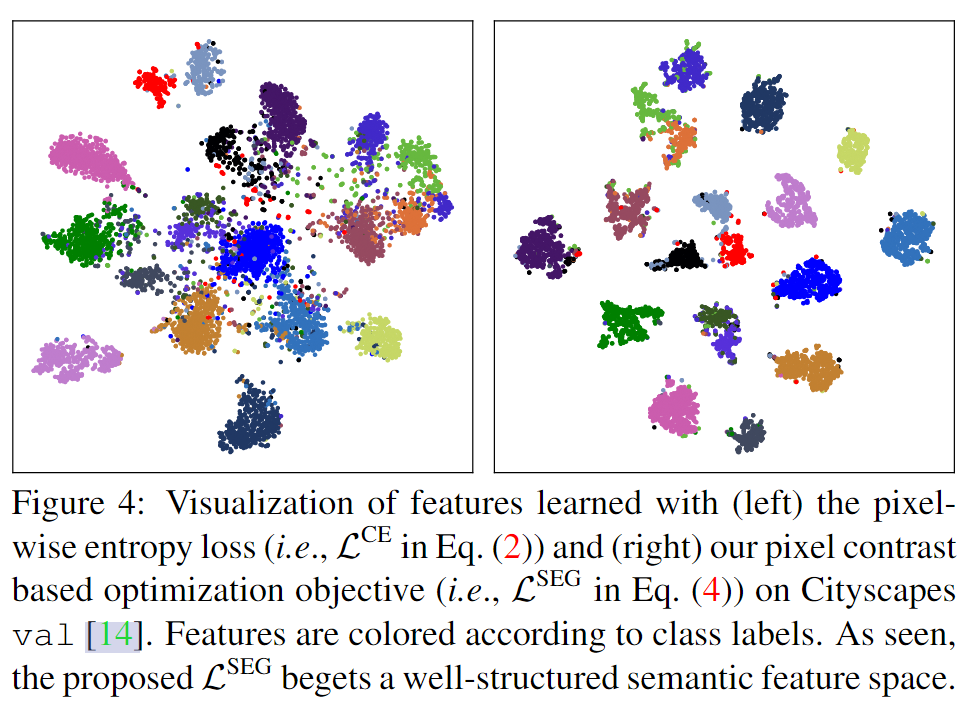 Figure 4: Visualization of features learned with (left) the pixel-
wise entropy loss (i.e., ℒ^CE in Eq. (2)) and (right) our pixel contrast
based optimization objective (i.e., ℒ^SEG in Eq. (4)) on Cityscapes
val [14]. Features are colored according to class labels. As seen,
the proposed ℒ^SEG begets a well-structured semantic feature space.